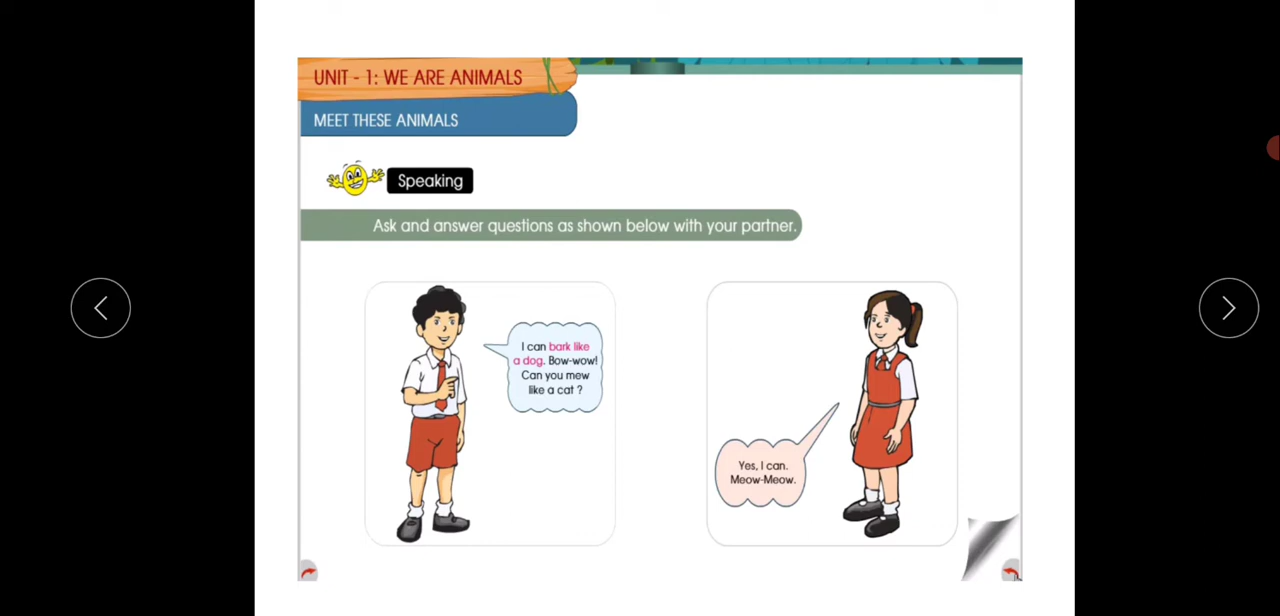 UNIT - 1: WE ARE ANIMALS
MEET THESE ANIMALS
Speaking
Ask and answer questions as shown below with your partner.
I can bark like
a dog. Bow-wow!
Can you mew
like a cat ?
Yes, I can.
Meow-Meow.